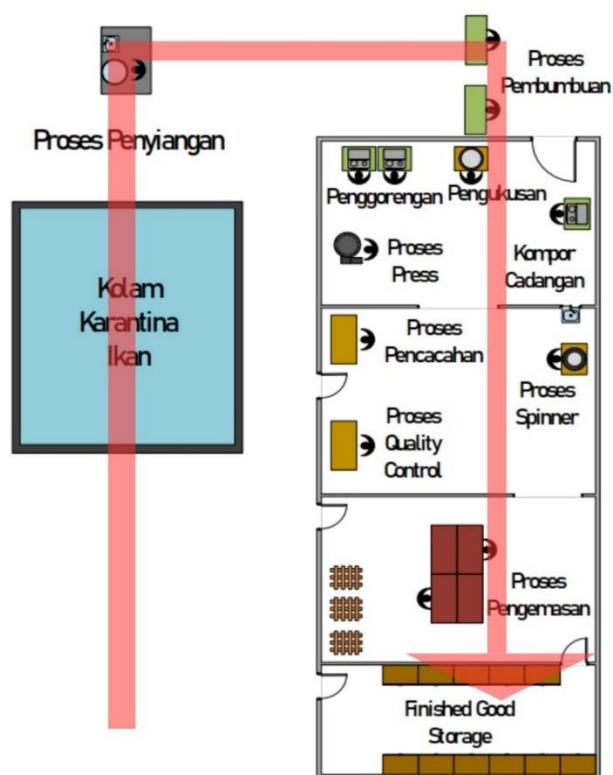 Proses
Pembumbuan
Proses Penyiangan
Penggorengan
Pengukusan
Proses
Press
Kompor
Cadangan
Kolam
Karantina
Ikan
Proses
Pencacahan
Proses
Spinner
Proses
Quality
Control
Proses
Pengemasan
Finished Good
Storage